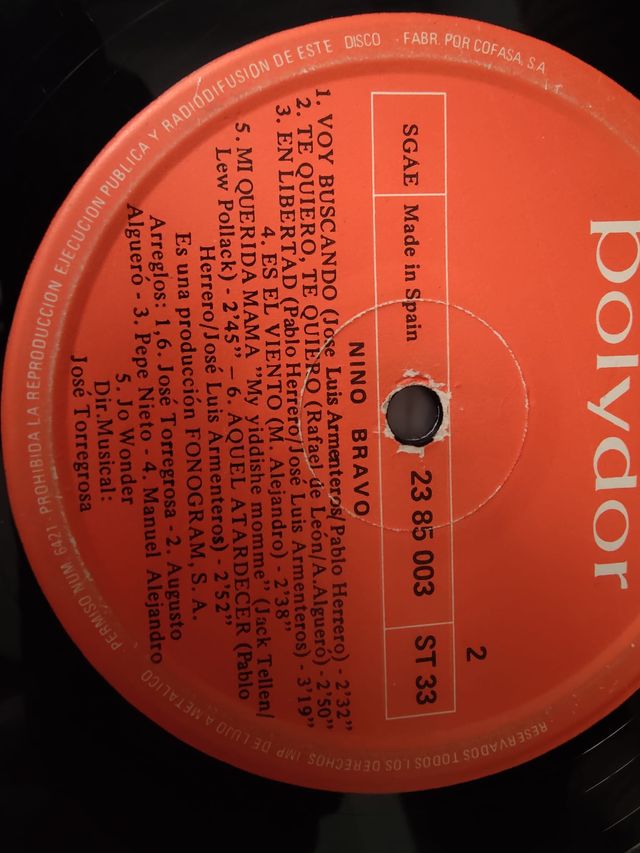 polydor
2
SGAE Made in Spain 23 85 003 ST 33
NINO BRAVO
1. VOY BUSCANDO (Jose Luis Armenteros/Pablo Herrero) - 2'32”
2. TE QUIERO, TE QUIERO (Rafael de León/A.Algueró) - 2'50”
3. EN LIBERTAD (Pablo Herrero/José Luis Armenteros) - 3'19”
4. ES EL VIENTO (M. Alejandro) - 2'38”
5. MI QUERIDA MAMA ”My yiddishe momme” (Jack Tellen/
Lew Pollack) - 2'45” – 6. AQUEL ATARDECER (Pablo
Herrero/José Luis Armenteros) - 2'52”
Es una producción FONOGRAM, S. A.
Arreglos: 1,6. José Torregrosa - 2. Augusto
Algueró - 3. Pepe Nieto - 4. Manuel Alejandro
5. Jo Wonder
Dir.Musical:
José Torregrosa
RESERVADOS TODOS LOS DERECHOS. IMP DE LUJO A METALICO PERMISO NUM 6421 PROHIBIDA LA REPRODUCCION EJECUCION PUBLICA Y RADIODIFUSION DE ESTE DISCO · FABR. POR COFASA, S.A.